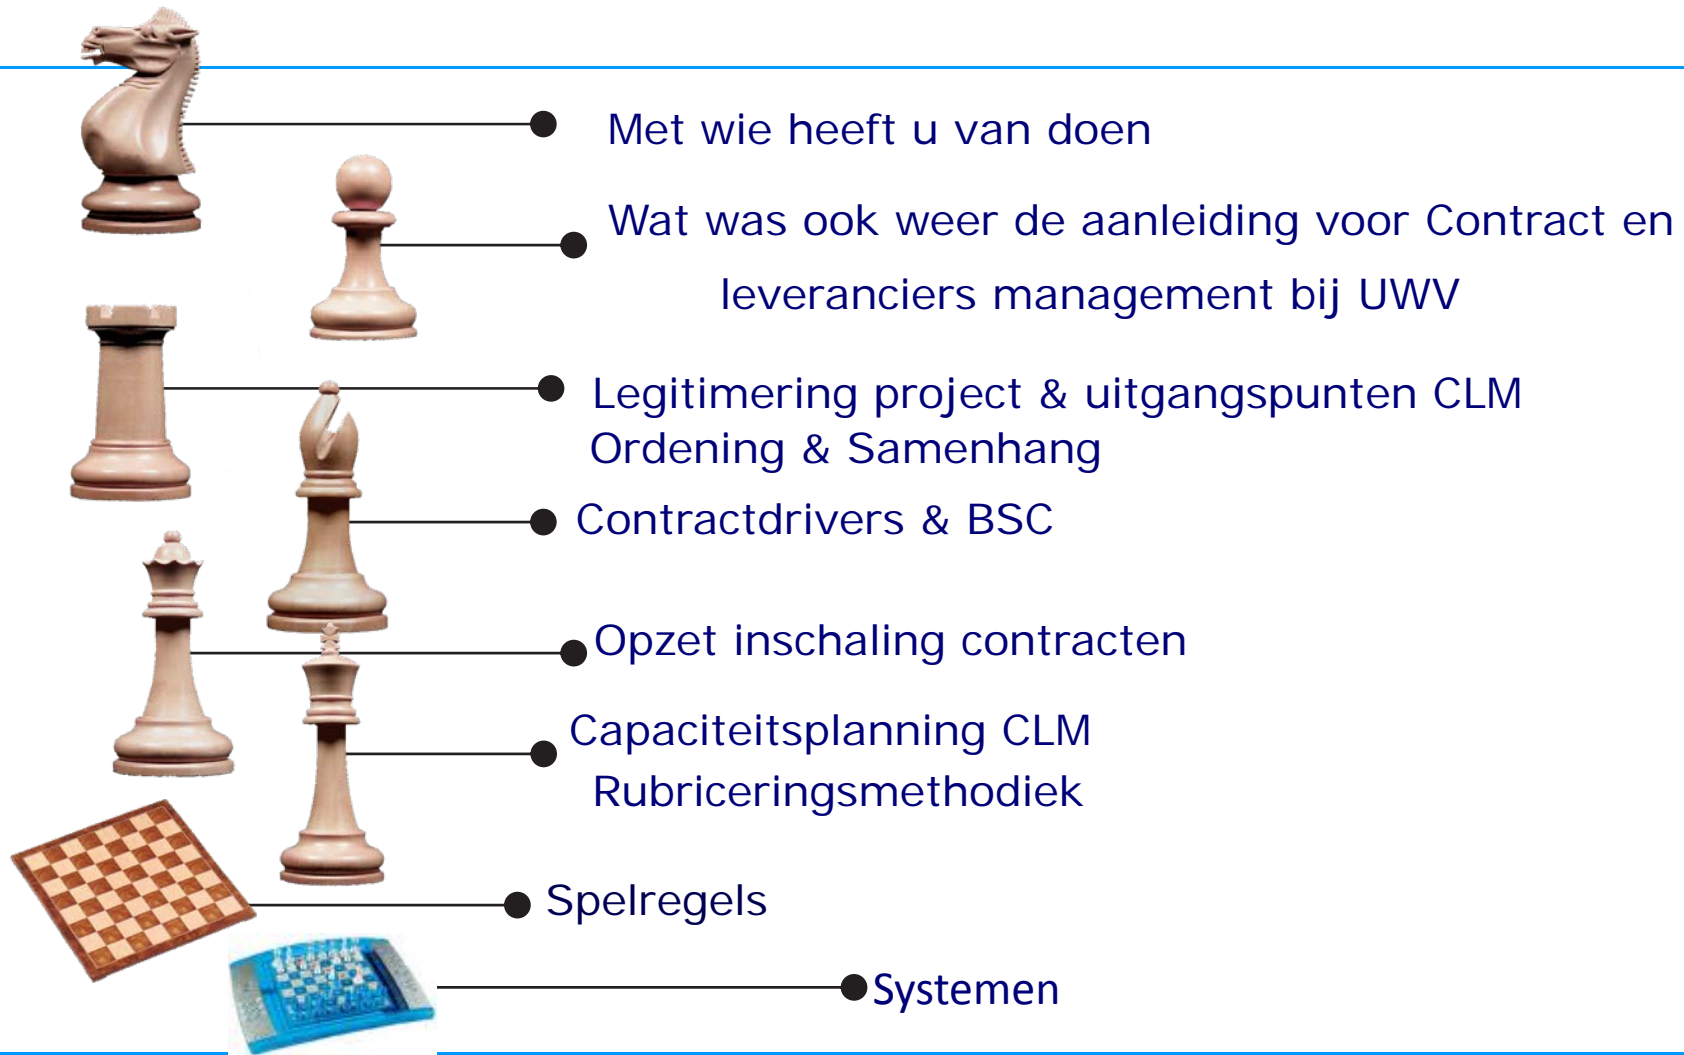 Met wie heeft u van doen
Wat was ook weer de aanleiding voor Contract en
leveranciers management bij UWV
Legitimering project & uitgangspunten CLM
Ordening & Samenhang
Contractdrivers & BSC
Opzet inschaling contracten
Capaciteitsplanning CLM
Rubriceringsmethodiek
Spelregels
Systemen